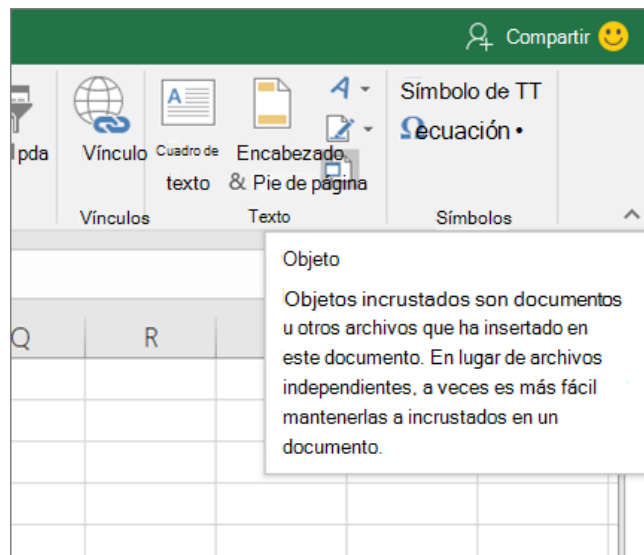 Compartir
Símbolo de TT
Ωecuación •
pda
Vínculo
Cuadro de
texto
Encabezado
& Pie de página
Vínculos
Texto
Símbolos
Objeto
Objetos incrustados son documentos
u otros archivos que ha insertado en
este documento. En lugar de archivos
independientes, a veces es más fácil
mantenerlas a incrustados en un
documento.
Q
R